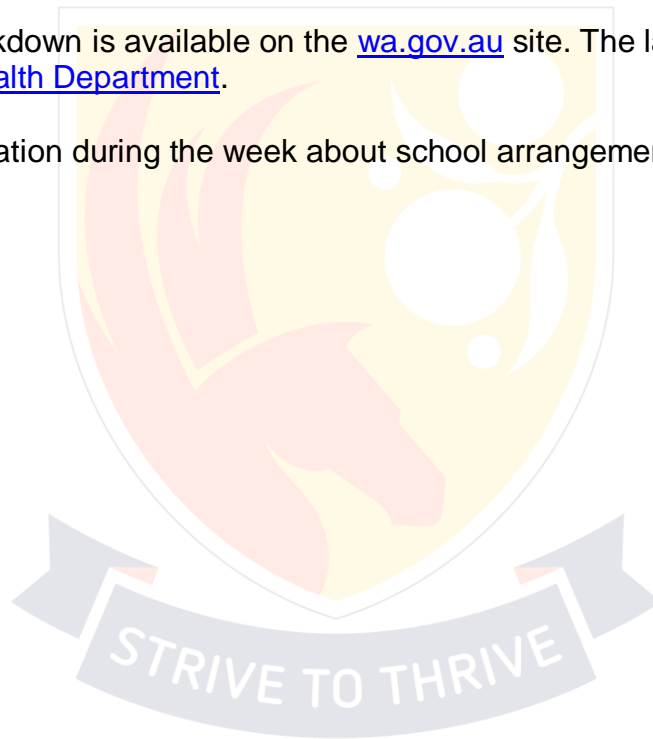 kdown is available on the wa.gov.au site. The la
alth Department.
ation during the week about school arrangemen
STRIVE TO THRIVE